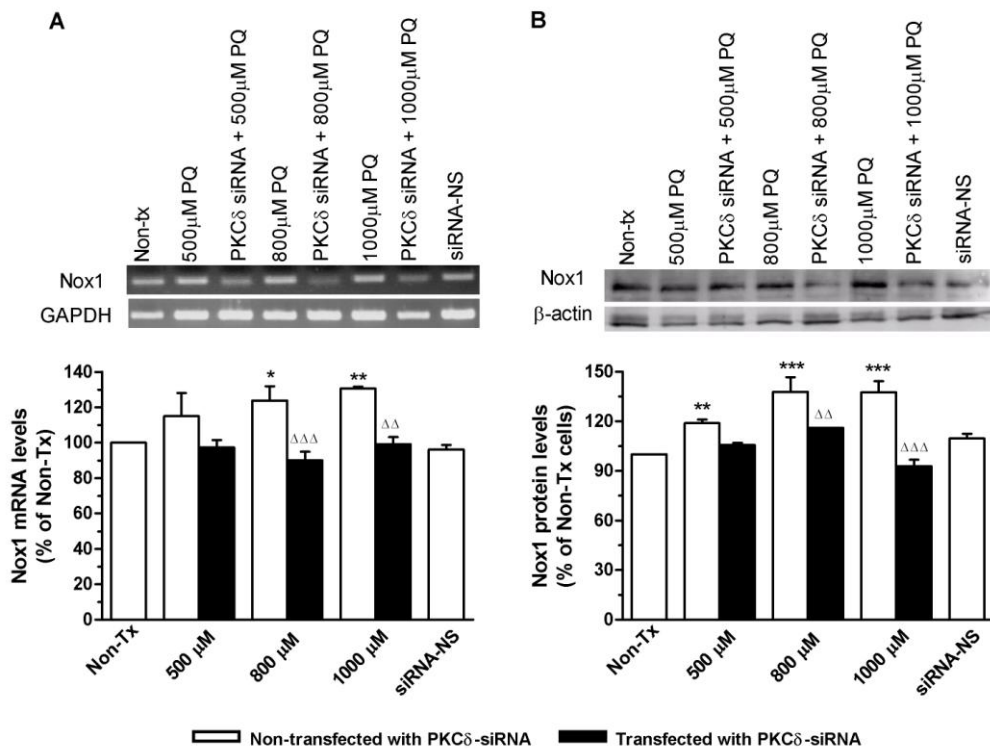 A
Non-tx
500µM PQ
PKCδ siRNA + 500µM PQ
800µM PQ
PKCδ siRNA + 800µM PQ
1000µM PQ
PKCδ siRNA + 1000µM PQ
siRNA-NS
Nox1
GAPDH
Nox1 mRNA levels
(% of Non-Tx)
140
120
100
80
60
40
20
0
*
**
ΔΔΔ
ΔΔ
Non-Tx
500 µM
800 µM
1000 µM
siRNA-NS
B
Non-tx
500µM PQ
PKCδ siRNA + 500µM PQ
800µM PQ
PKCδ siRNA + 800µM PQ
1000µM PQ
PKCδ siRNA + 1000µM PQ
siRNA-NS
Nox1
β-actin
Nox1 protein levels
(% of Non-Tx cells)
150
120
90
60
30
0
**
***
***
ΔΔ
ΔΔΔ
Non-Tx
500 µM
800 µM
1000 µM
siRNA-NS
Non-transfected with PKCδ-siRNA
Transfected with PKCδ-siRNA